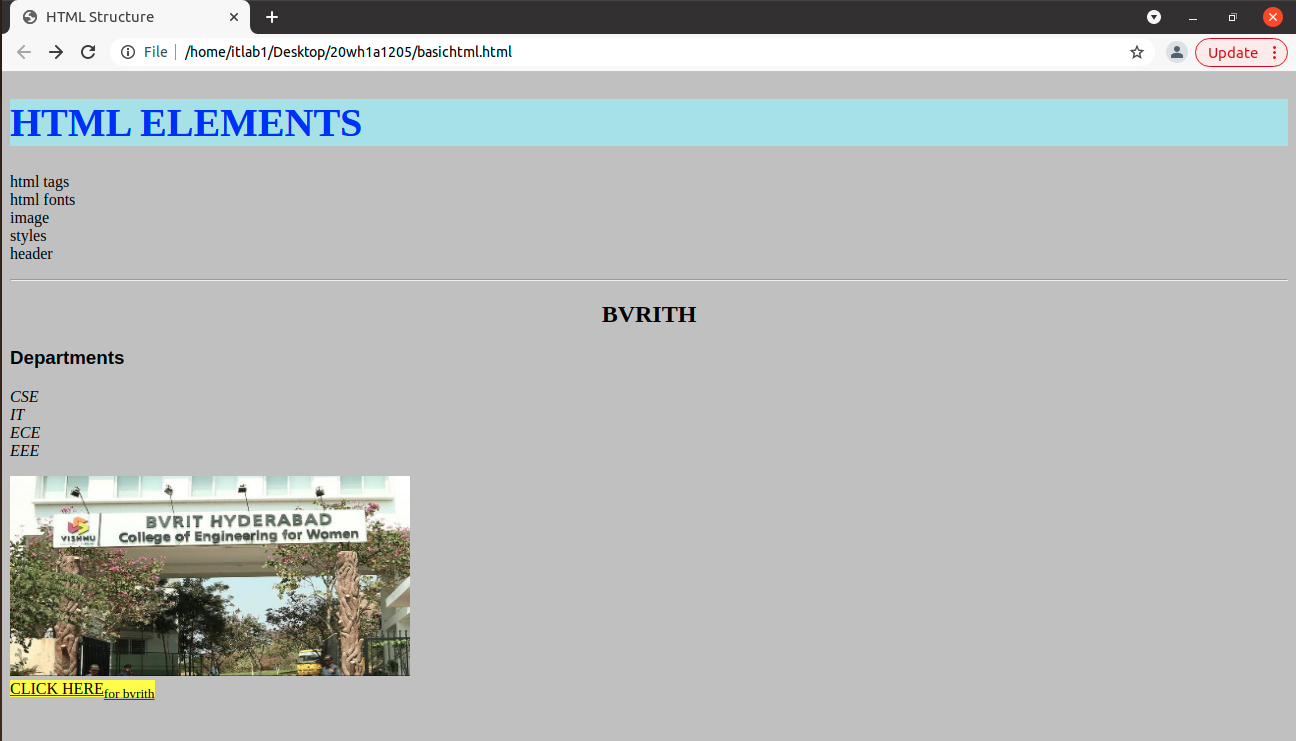 HTML Structure
File /home/itlab1/Desktop/20wh1a1205/basichtml.html
Update
HTML ELEMENTS
html tags
html fonts
image
styles
header
BVRITH
Departments
CSE
IT
ECE
EEE
BVRIT HYDERABAD
VISHNU College of Engineering for Women
CLICK HERE for bvrith